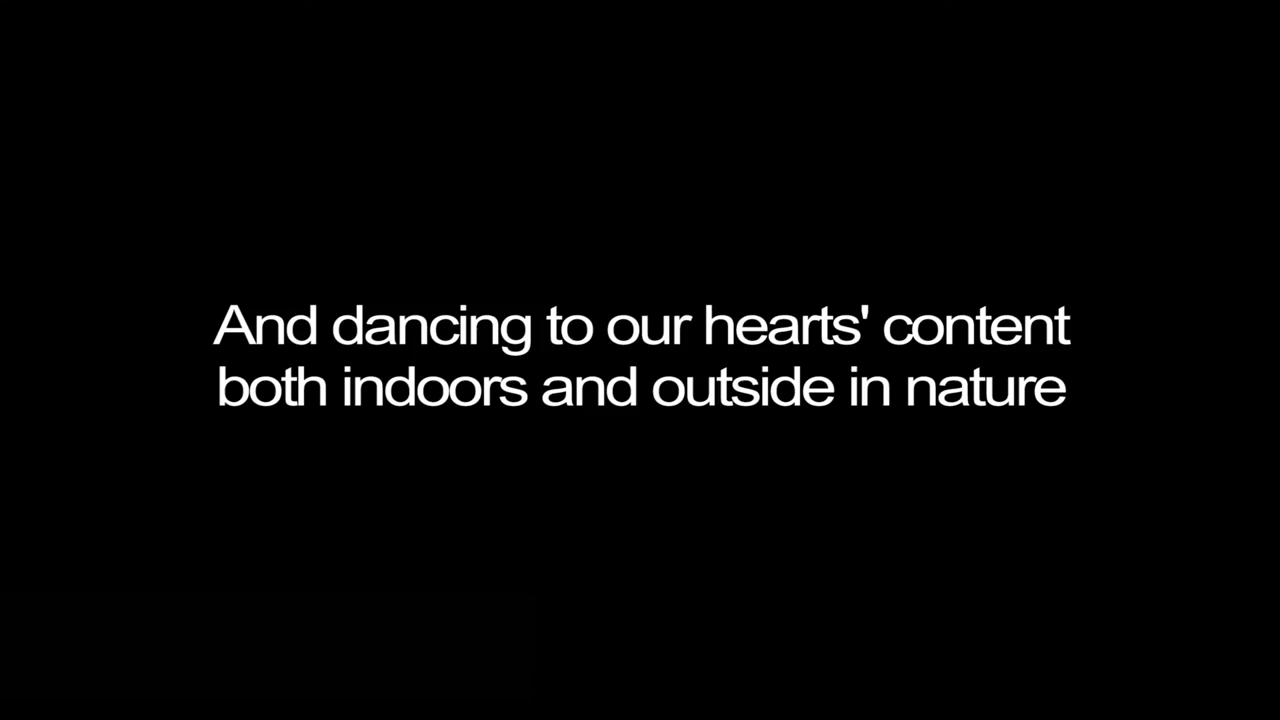 And dancing to our hearts' content
both indoors and outside in nature